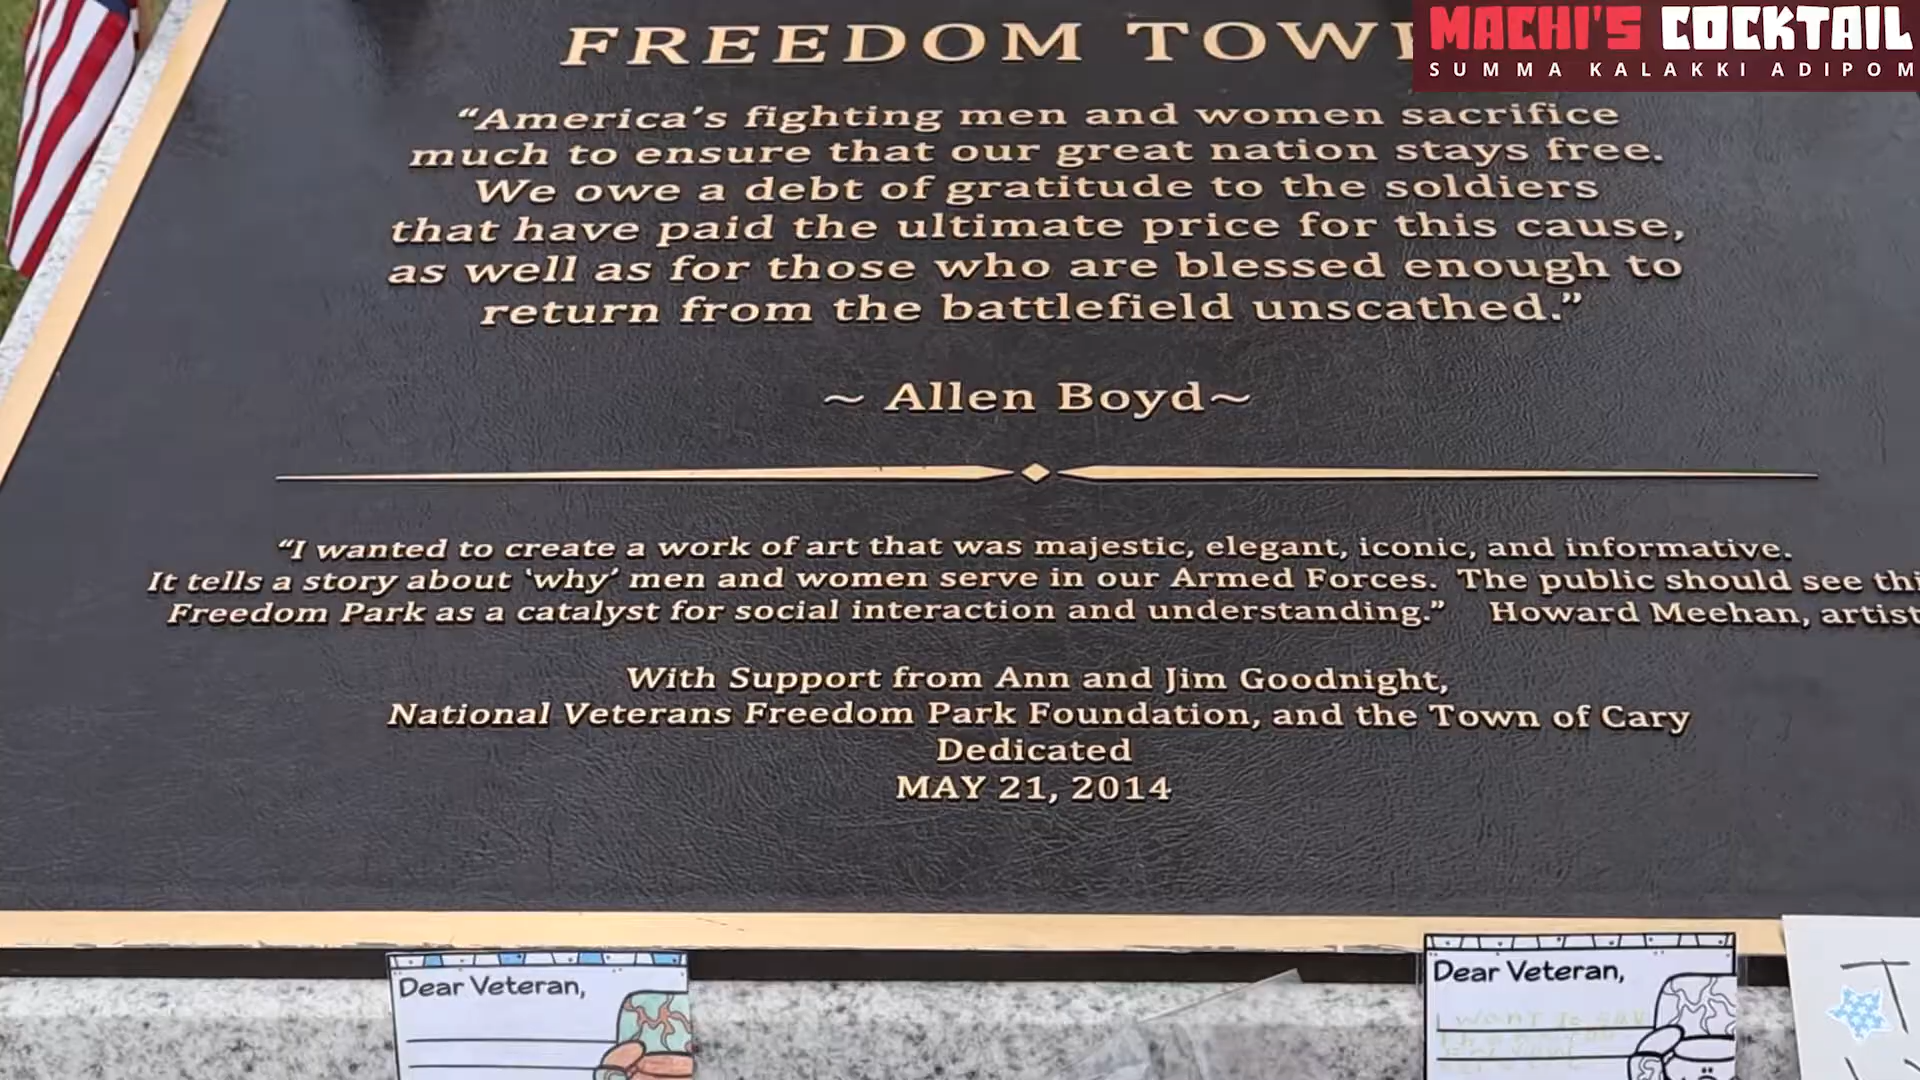 FREEDOM TOW
MACHI'S COCKTAIL
SUMMA KALAKKI ADIPOM
“America's fighting men and women sacrifice
much to ensure that our great nation stays free.
We owe a debt of gratitude to the soldiers
that have paid the ultimate price for this cause,
as well as for those who are blessed enough to
return from the battlefield unscathed.”
~ Allen Boyd~
“I wanted to create a work of art that was majestic, elegant, iconic, and informative.
It tells a story about ‘why’ men and women serve in our Armed Forces. The public should see thi
Freedom Park as a catalyst for social interaction and understanding.” Howard Meehan, artist
With Support from Ann and Jim Goodnight,
National Veterans Freedom Park Foundation, and the Town of Cary
Dedicated
MAY 21, 2014
Dear Veteran,
Dear Veteran,
I want to say